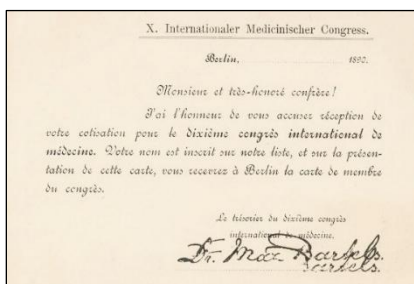 X. Internationaler Medicinischer Congress.
Berlin, 1890.
Monsieur et très-honoré confrère!
J'ai l'honneur de vous accuser réception de
votre cotisation pour le dixième congrès international de
médecine. Votre nom est inscrit sur notre liste, et sur la présen-
tation de cette carte, vous recevrez à Berlin la carte de membre
du congrès.
Le trésorier du dixième congrès
international de médecine.
Dr. Max Bartels.
Bartels.